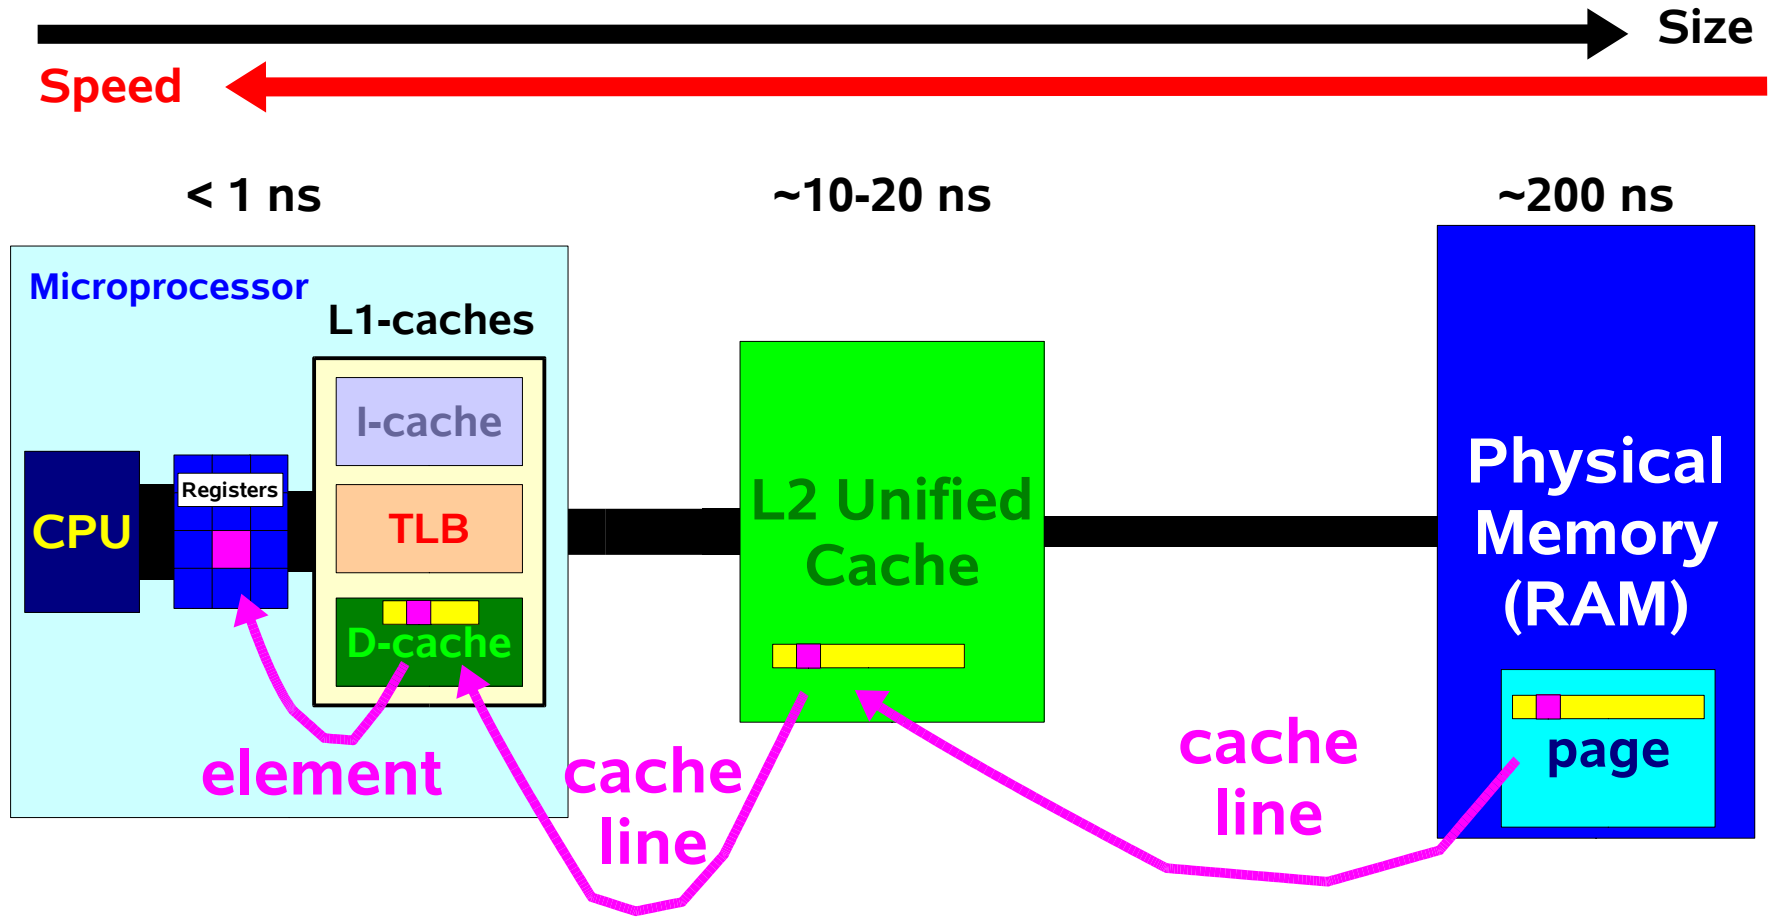 Size
Speed
< 1 ns
~10-20 ns
~200 ns
Microprocessor
L1-caches
I-cache
TLB
D-cache
CPU
Registers
L2 Unified
Cache
Physical
Memory
(RAM)
page
element
cache
line
cache
line